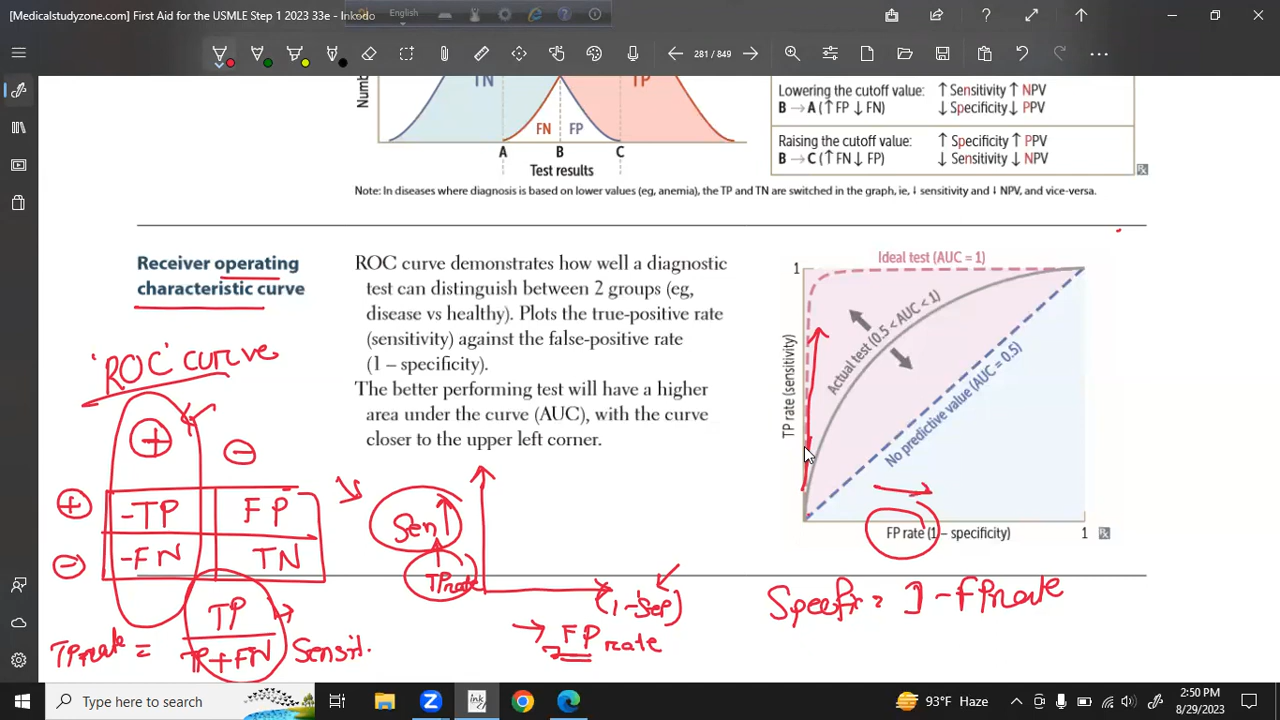 [Medicalstudyzone.com] First Aid for the USMLE Step 1 2023 33e - Inkodo
English
281 / 849
Numb
TN
TP
FN
FP
A
B
C
Test results
Lowering the cutoff value:
B → A (↑ FP ↓ FN)
↑ Sensitivity ↑ NPV
↓ Specificity ↓ PPV
Raising the cutoff value:
B → C (↑ FN ↓ FP)
↑ Specificity ↑ PPV
↓ Sensitivity ↓ NPV
Note: In diseases where diagnosis is based on lower values (eg, anemia), the TP and TN are switched in the graph, ie, ↓ sensitivity and ↓ NPV, and vice-versa.
Receiver operating
characteristic curve
ROC curve demonstrates how well a diagnostic
test can distinguish between 2 groups (eg,
disease vs healthy). Plots the true-positive rate
(sensitivity) against the false-positive rate
(1 – specificity).
The better performing test will have a higher
area under the curve (AUC), with the curve
closer to the upper left corner.
Ideal test (AUC = 1)
1
Actual test (0.5 < AUC < 1)
No predictive value (AUC = 0.5)
TP rate (sensitivity)
FP rate (1 – specificity)
1
'ROC' curve
+
-
+
-TP
FP
-
-FN
TN
TP rate =
TP
TP+FN
Sensit.
Sen ↑
TP rate
(1-Sep)
→ FP rate
Specifi = 1 - FP rate
Type here to search
93°F Haze
2:50 PM
8/29/2023